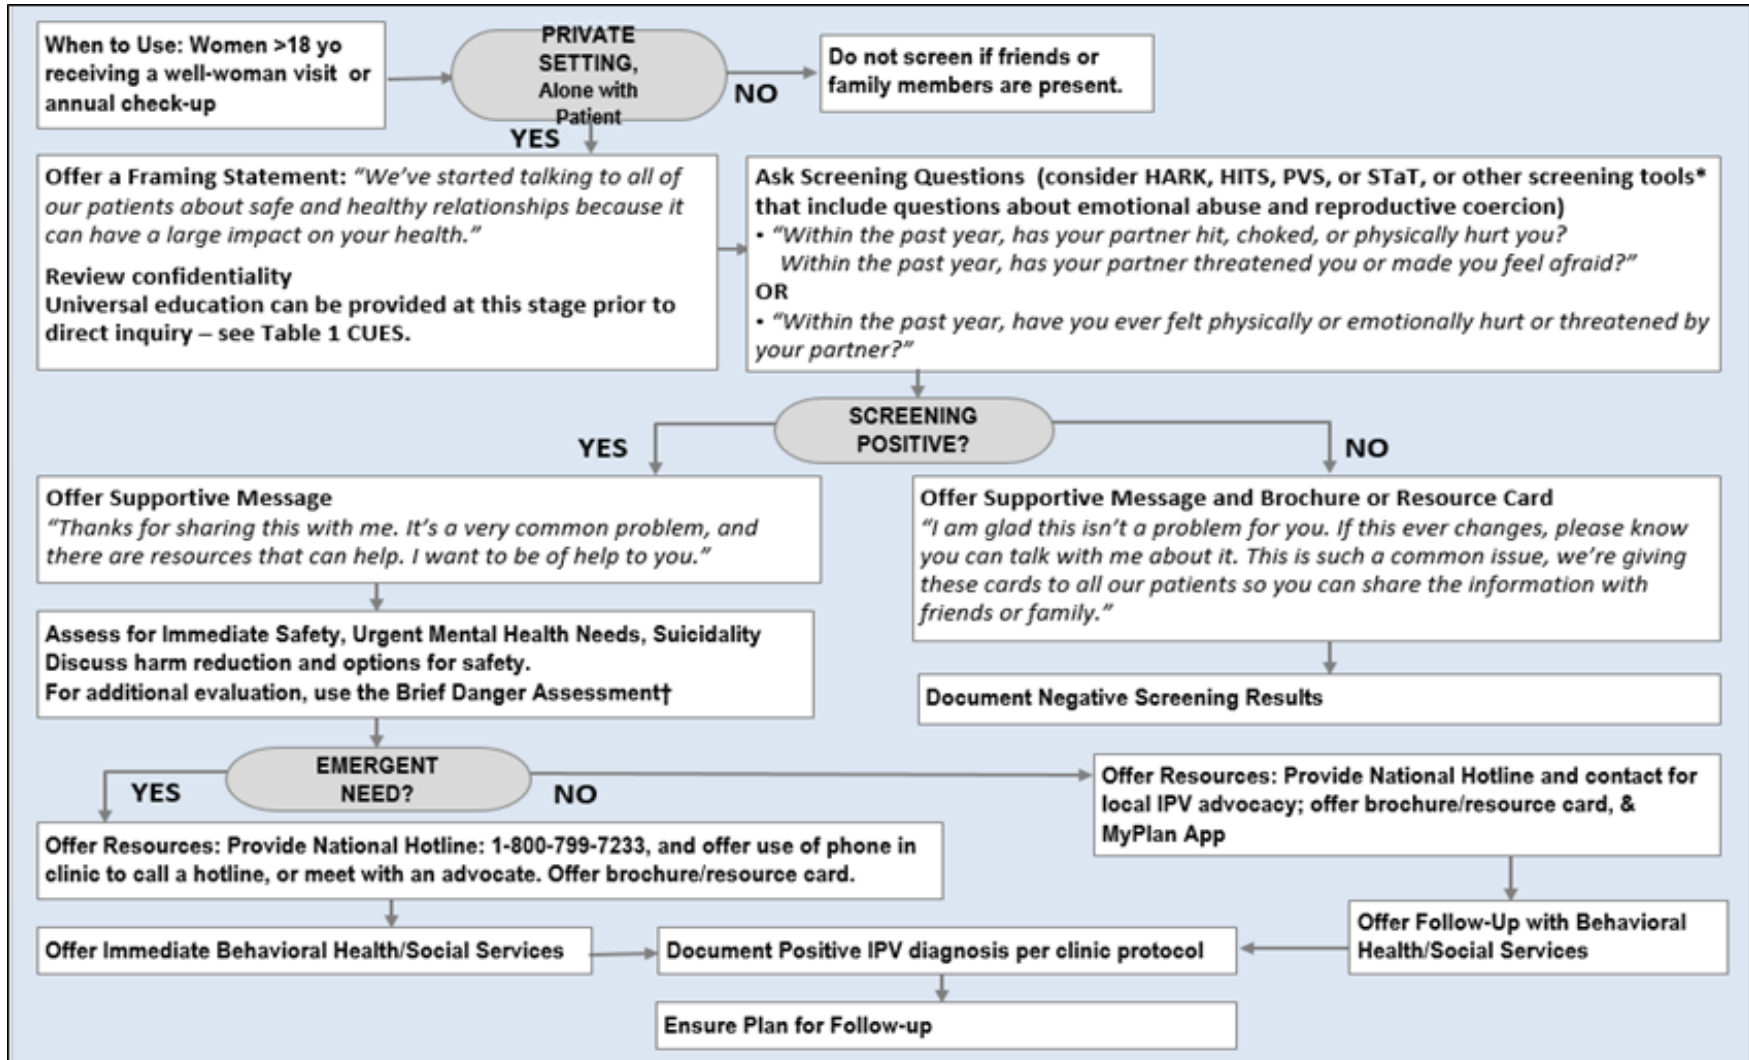 When to Use: Women >18 yo
receiving a well-woman visit or
annual check-up
PRIVATE
SETTING,
Alone with
Patient
NO
Do not screen if friends or
family members are present.
YES
Offer a Framing Statement: “We’ve started talking to all of
our patients about safe and healthy relationships because it
can have a large impact on your health.”
Review confidentiality
Universal education can be provided at this stage prior to
direct inquiry – see Table 1 CUES.
Ask Screening Questions (consider HARK, HITS, PVS, or STaT, or other screening tools*
that include questions about emotional abuse and reproductive coercion)
• “Within the past year, has your partner hit, choked, or physically hurt you?
Within the past year, has your partner threatened you or made you feel afraid?”
OR
• “Within the past year, have you ever felt physically or emotionally hurt or threatened by
your partner?”
SCREENING
POSITIVE?
YES
NO
Offer Supportive Message
“Thanks for sharing this with me. It’s a very common problem, and
there are resources that can help. I want to be of help to you.”
Offer Supportive Message and Brochure or Resource Card
“I am glad this isn’t a problem for you. If this ever changes, please know
you can talk with me about it. This is such a common issue, we’re giving
these cards to all our patients so you can share the information with
friends or family.”
Assess for Immediate Safety, Urgent Mental Health Needs, Suicidality
Discuss harm reduction and options for safety.
For additional evaluation, use the Brief Danger Assessment†
Document Negative Screening Results
EMERGENT
NEED?
YES
NO
Offer Resources: Provide National Hotline and contact for
local IPV advocacy; offer brochure/resource card, &
MyPlan App
Offer Resources: Provide National Hotline: 1-800-799-7233, and offer use of phone in
clinic to call a hotline, or meet with an advocate. Offer brochure/resource card.
Offer Immediate Behavioral Health/Social Services
Document Positive IPV diagnosis per clinic protocol
Offer Follow-Up with Behavioral
Health/Social Services
Ensure Plan for Follow-up